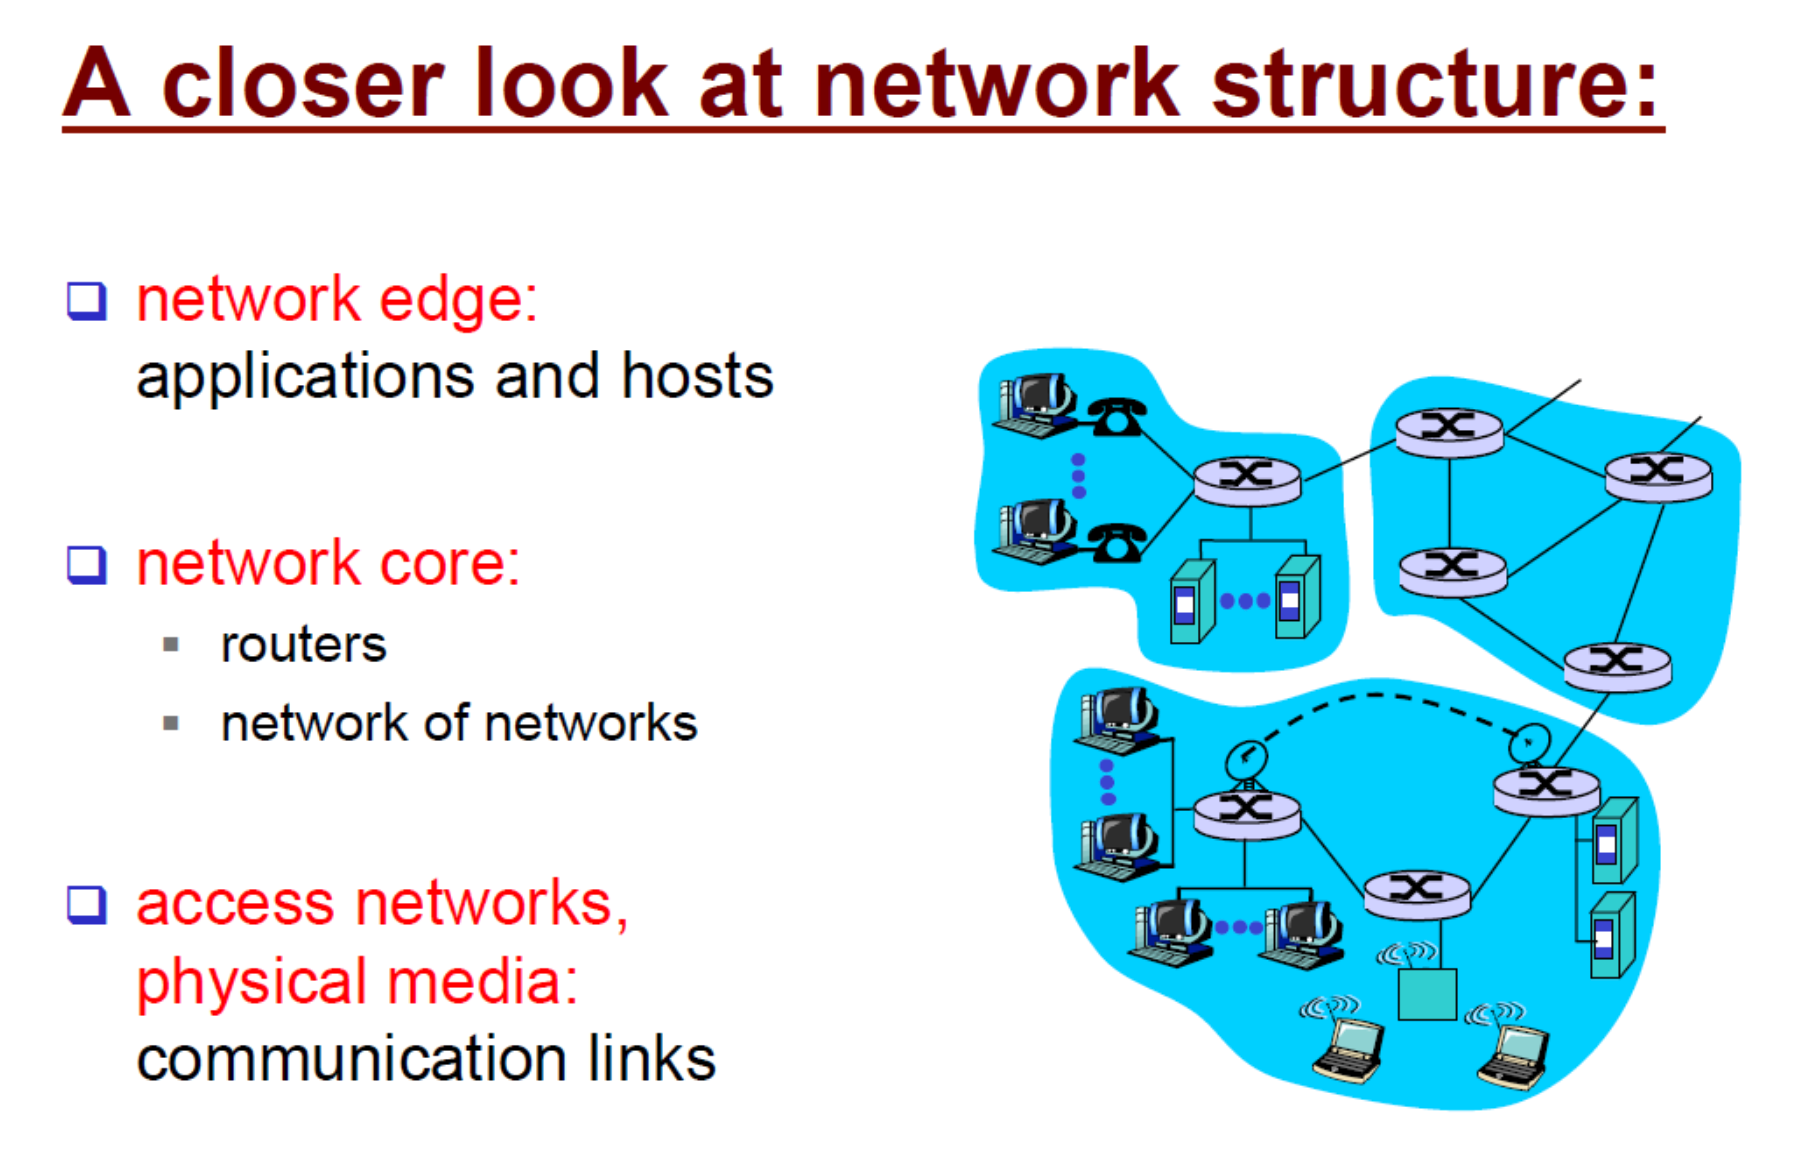 A closer look at network structure:
network edge:
applications and hosts
network core:
routers
network of networks
access networks,
physical media:
communication links